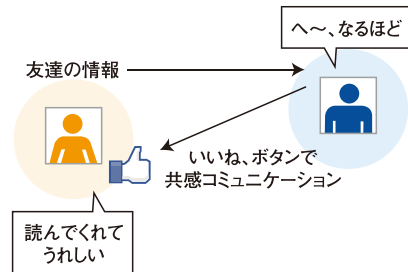 へ〜、なるほど
友達の情報
いいね、ボタンで
共感コミュニケーション
読んでくれて
うれしい